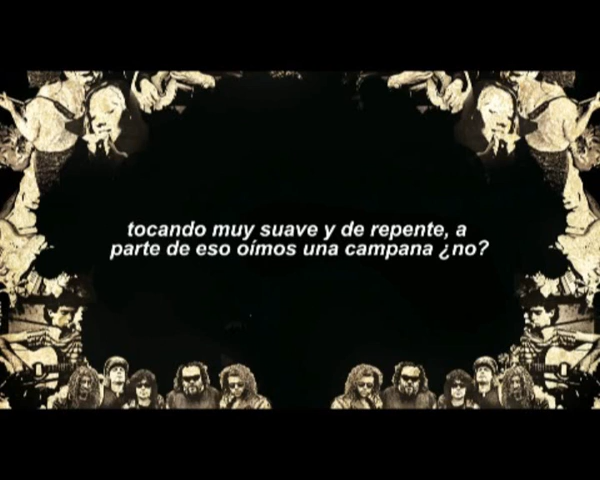 tocando muy suave y de repente, a
parte de eso oímos una campana ¿no?